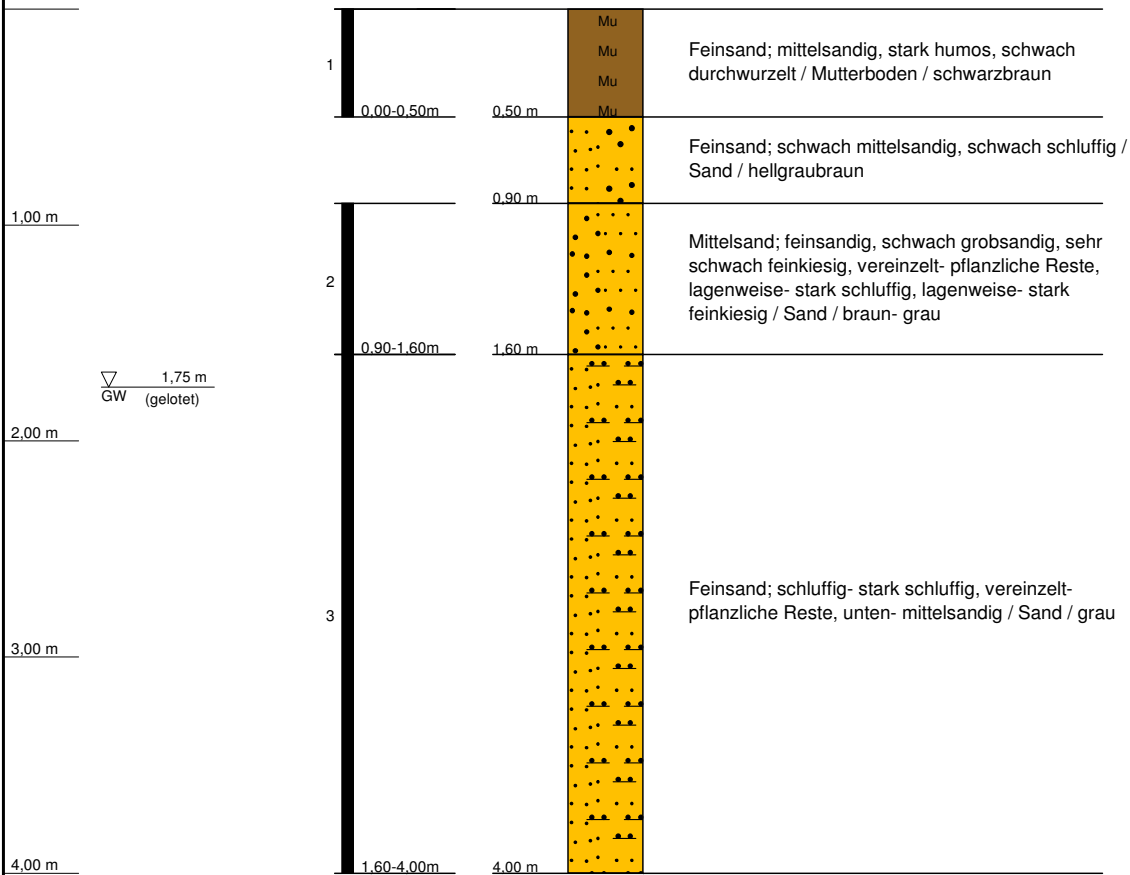 Mu
Mu
Mu
Mu
1
0,00-0,50m
0,50 m
Feinsand; mittelsandig, stark humos, schwach
durchwurzelt / Mutterboden / schwarzbraun
Feinsand; schwach mittelsandig, schwach schluffig /
Sand / hellgraubraun
0,90 m
1,00 m
2
0,90-1,60m
1,60 m
Mittelsand; feinsandig, schwach grobsandig, sehr
schwach feinkiesig, vereinzelt- pflanzliche Reste,
lagenweise- stark schluffig, lagenweise- stark
feinkiesig / Sand / braun- grau
1,75 m
GW (gelotet)
2,00 m
3
Feinsand; schluffig- stark schluffig, vereinzelt-
pflanzliche Reste, unten- mittelsandig / Sand / grau
3,00 m
4,00 m
1,60-4,00m
4,00 m